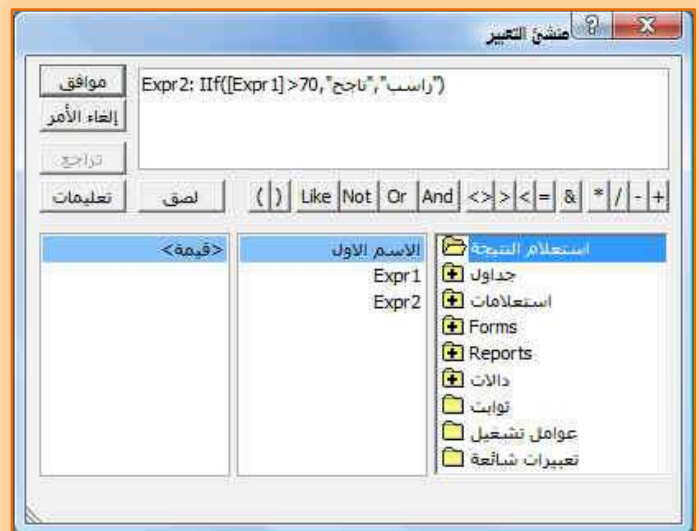 منشئ التعبير
Expr2: IIf([Expr1]>70,"ناجح","راسب")
موافق
إلغاء الأمر
تراجع
تعليمات
لصق
( ) Like Not Or And <> > < = & * / - +
استعلام النتيجة
جداول
استعلامات
Forms
Reports
دالات
ثوابت
عوامل تشغيل
تعبيرات شائعة
الاسم الاول
Expr1
Expr2
<قيمة>